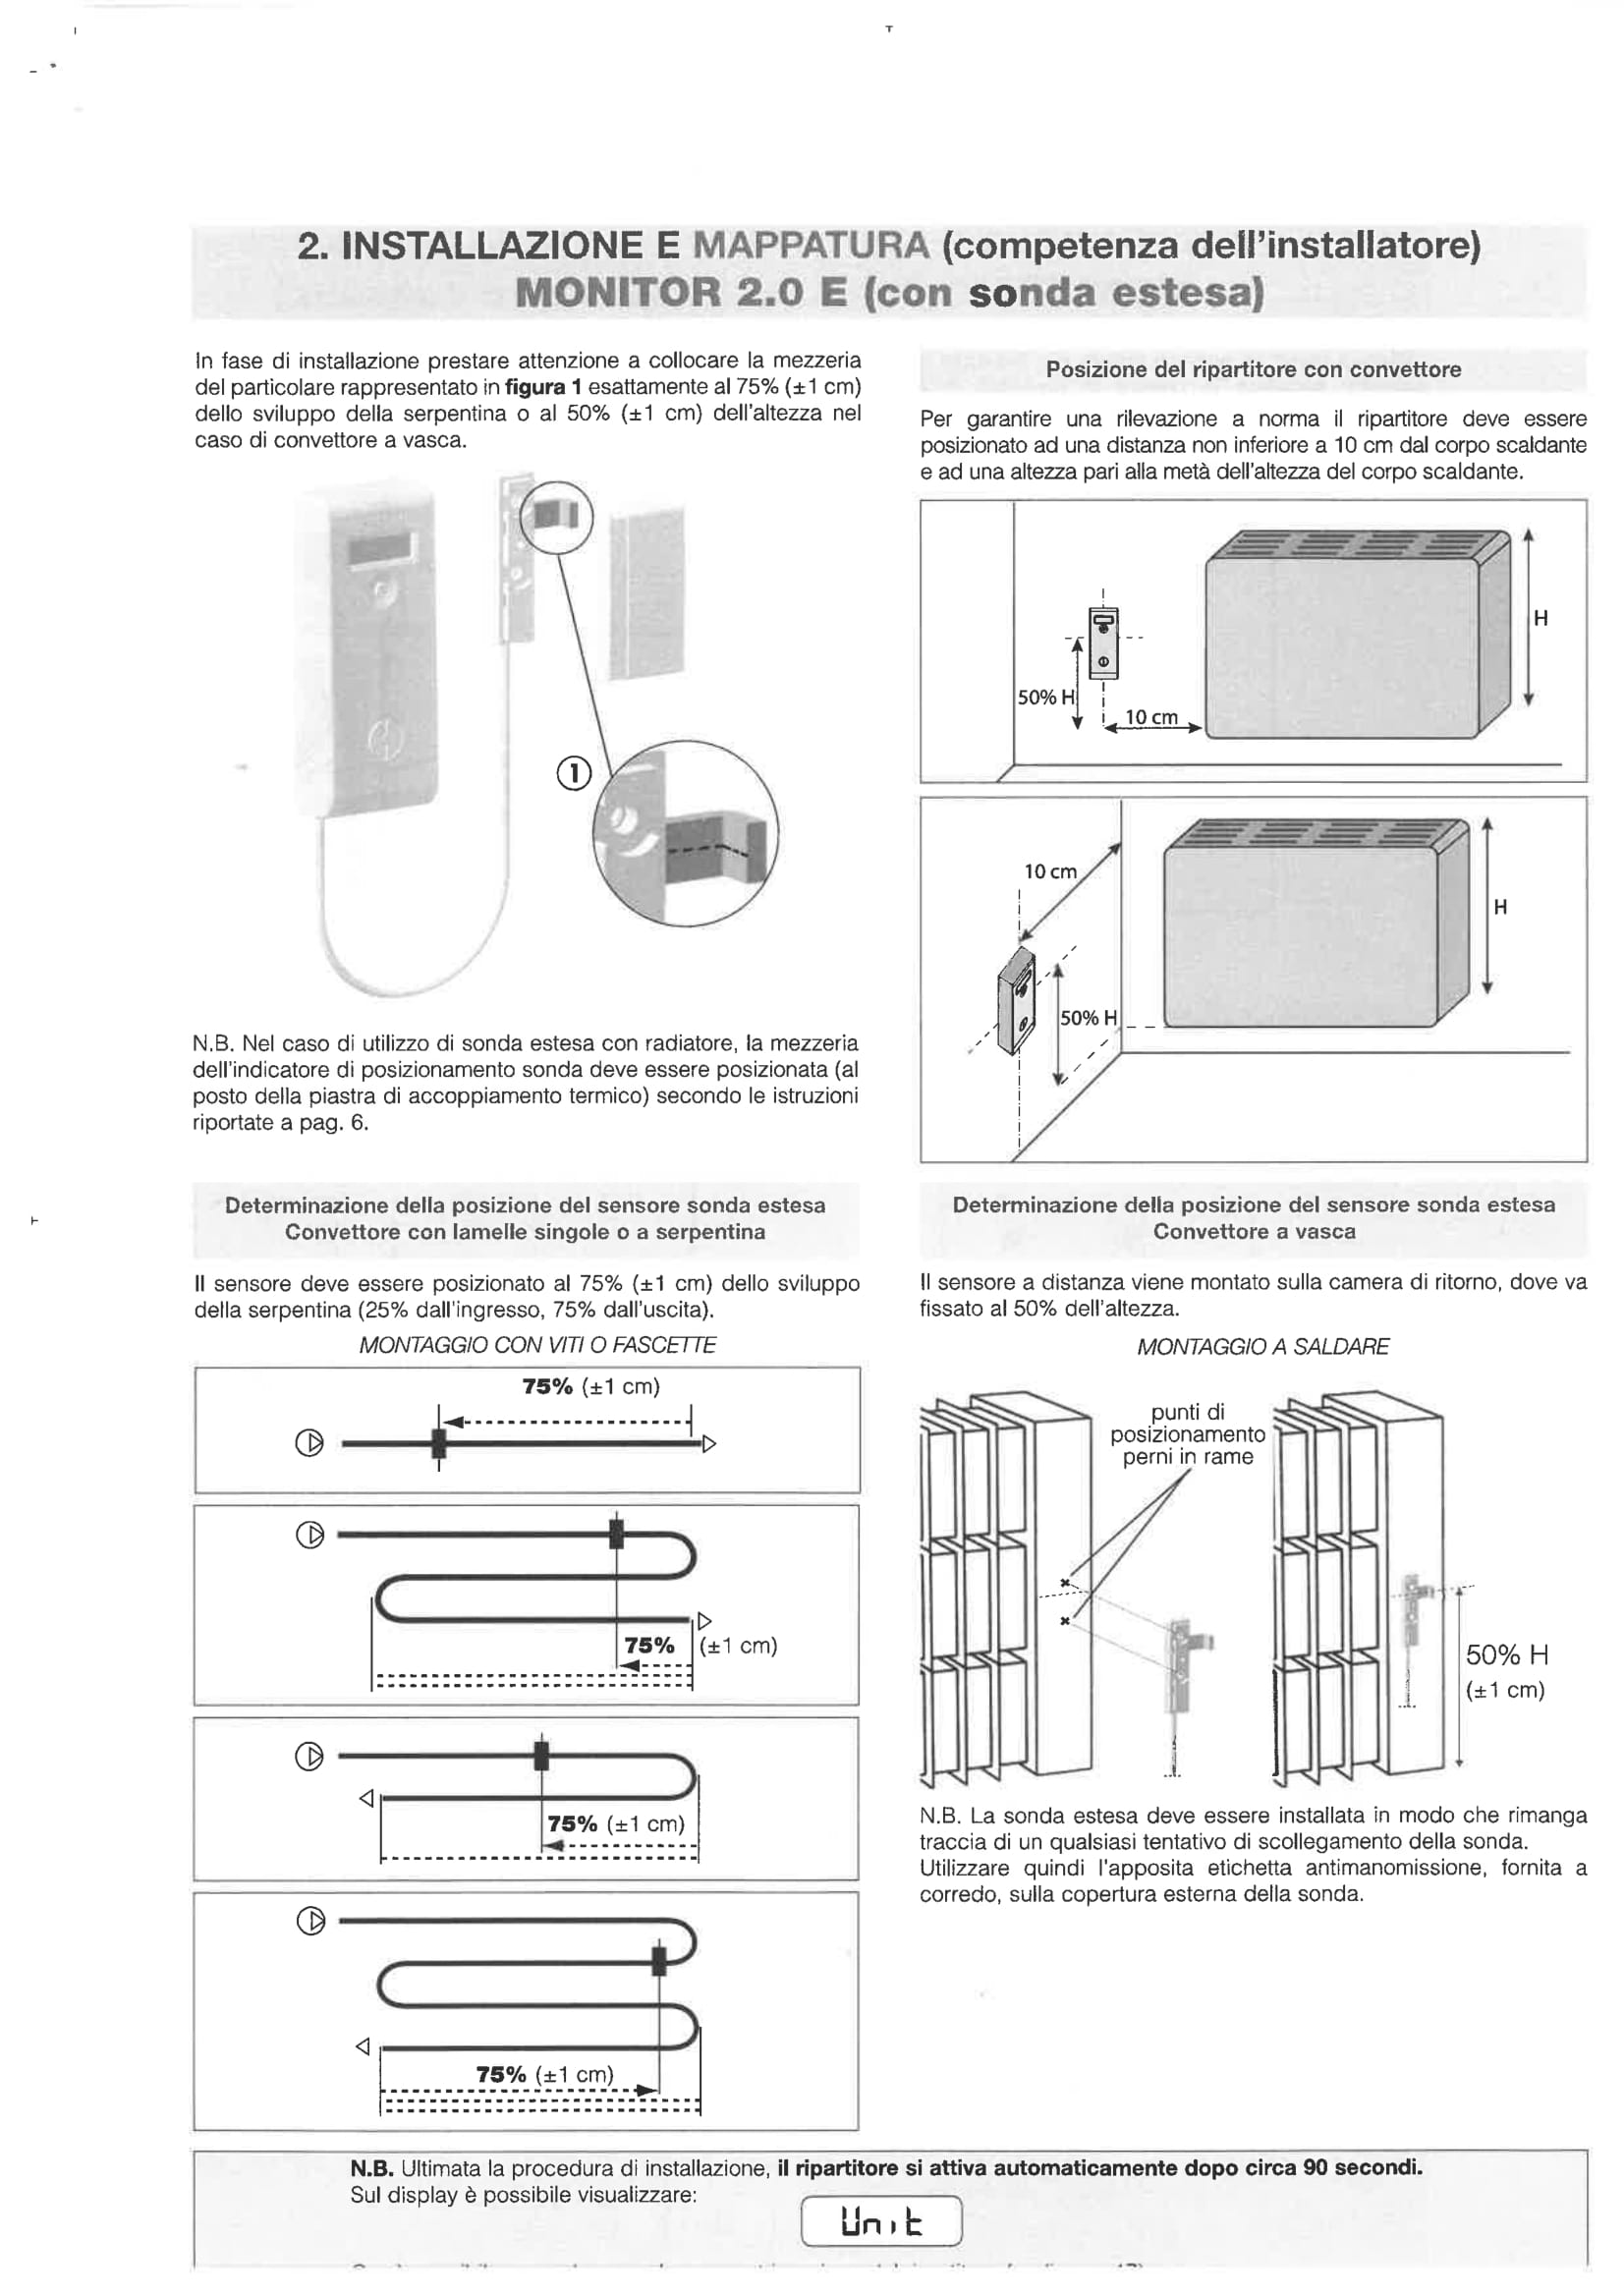 2. INSTALLAZIONE E MAPPATURA (competenza dell'installatore)
MONITOR 2.0 E (con sonda estesa)
In fase di installazione prestare attenzione a collocare la mezzeria
del particolare rappresentato in figura 1 esattamente al 75% (±1 cm)
dello sviluppo della serpentina o al 50% (±1 cm) dell'altezza nel
caso di convettore a vasca.
1
N.B. Nel caso di utilizzo di sonda estesa con radiatore, la mezzeria
dell'indicatore di posizionamento sonda deve essere posizionata (al
posto della piastra di accoppiamento termico) secondo le istruzioni
riportate a pag. 6.
Posizione del ripartitore con convettore
Per garantire una rilevazione a norma il ripartitore deve essere
posizionato ad una distanza non inferiore a 10 cm dal corpo scaldante
e ad una altezza pari alla metà dell'altezza del corpo scaldante.
H
50% H
10 cm
10 cm
H
50% H
Determinazione della posizione del sensore sonda estesa
Convettore con lamelle singole o a serpentina
Il sensore deve essere posizionato al 75% (±1 cm) dello sviluppo
della serpentina (25% dall'ingresso, 75% dall'uscita).
MONTAGGIO CON VITI O FASCETTE
75% (±1 cm)
75% (±1 cm)
75% (±1 cm)
75% (±1 cm)
Determinazione della posizione del sensore sonda estesa
Convettore a vasca
Il sensore a distanza viene montato sulla camera di ritorno, dove va
fissato al 50% dell'altezza.
MONTAGGIO A SALDARE
punti di
posizionamento
perni in rame
50% H
(±1 cm)
N.B. La sonda estesa deve essere installata in modo che rimanga
traccia di un qualsiasi tentativo di scollegamento della sonda.
Utilizzare quindi l'apposita etichetta antimanomissione, fornita a
corredo, sulla copertura esterna della sonda.
N.B. Ultimata la procedura di installazione, il ripartitore si attiva automaticamente dopo circa 90 secondi.
Sul display è possibile visualizzare:
Unit